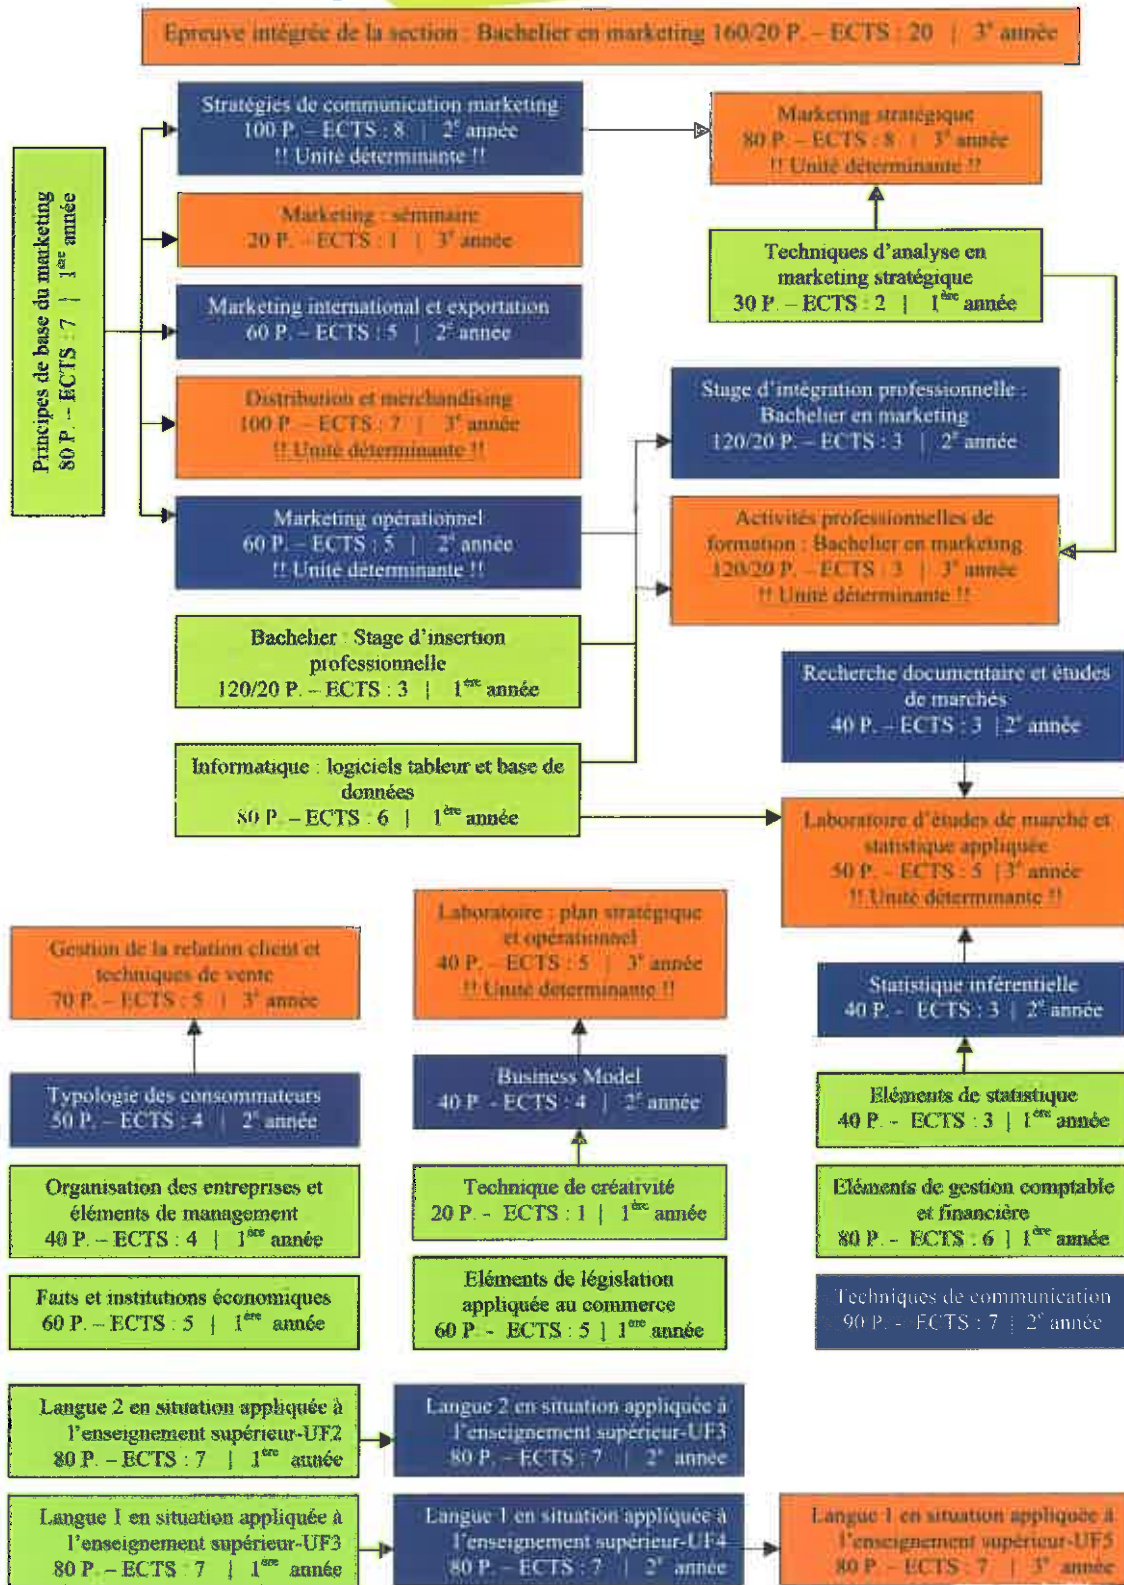 Epreuve intégrée de la section : Bachelier en marketing 160/20 P. – ECTS : 20 | 3e année
Stratégies de communication marketing
100 P. – ECTS : 8 | 2e année
!! Unité déterminante !!
Marketing stratégique
80 P. – ECTS : 8 | 3e année
!! Unité déterminante !!
Principes de base du marketing
80 P. – ECTS : 7 | 1ère année
Marketing : séminaire
20 P. – ECTS : 1 | 3e année
Techniques d'analyse en
marketing stratégique
30 P. – ECTS : 2 | 1ère année
Marketing international et exportation
60 P. – ECTS : 5 | 2e année
Distribution et merchandising
100 P. – ECTS : 7 | 3e année
!! Unité déterminante !!
Stage d'intégration professionnelle :
Bachelier en marketing
120/20 P. – ECTS : 3 | 2e année
Marketing opérationnel
60 P. – ECTS : 5 | 2e année
!! Unité déterminante !!
Activités professionnelles de
formation : Bachelier en marketing
120/20 P. – ECTS : 3 | 3e année
!! Unité déterminante !!
Bachelier : Stage d'insertion
professionnelle
120/20 P. – ECTS : 3 | 1ère année
Recherche documentaire et études
de marchés
40 P. – ECTS : 3 | 2e année
Informatique : logiciels tableur et base de
données
80 P. – ECTS : 6 | 1ère année
Laboratoire d'études de marché et
statistique appliquée
50 P. – ECTS : 5 | 3e année
!! Unité déterminante !!
Gestion de la relation client et
techniques de vente
70 P. – ECTS : 5 | 3e année
Laboratoire : plan stratégique
et opérationnel
40 P. – ECTS : 5 | 3e année
!! Unité déterminante !!
Statistique inférentielle
40 P. - ECTS : 3 | 2e année
Typologie des consommateurs
50 P. – ECTS : 4 | 2e année
Business Model
40 P. - ECTS : 4 | 2e année
Eléments de statistique
40 P. - ECTS : 3 | 1ère année
Organisation des entreprises et
éléments de management
40 P. – ECTS : 4 | 1ère année
Technique de créativité
20 P. - ECTS : 1 | 1ère année
Eléments de gestion comptable
et financière
80 P. - ECTS : 6 ] 1ère année
Faits et institutions économiques
60 P. – ECTS : 5 | 1ère année
Eléments de législation
appliquée au commerce
60 P. - ECTS : 5 ] 1ère année
Techniques de communication
90 P. - ECTS : 7 | 2e année
Langue 2 en situation appliquée à
l'enseignement supérieur-UF2
80 P. – ECTS : 7 | 1ère année
Langue 2 en situation appliquée à
l'enseignement supérieur-UF3
80 P. – ECTS : 7 | 2e année
Langue 1 en situation appliquée à
l'enseignement supérieur-UF3
80 P. – ECTS : 7 | 1ère année
Langue 1 en situation appliquée à
l'enseignement supérieur-UF4
80 P. – ECTS : 7 | 2e année
Langue 1 en situation appliquée à
l'enseignement supérieur-UF5
80 P. – ECTS : 7 | 3e année